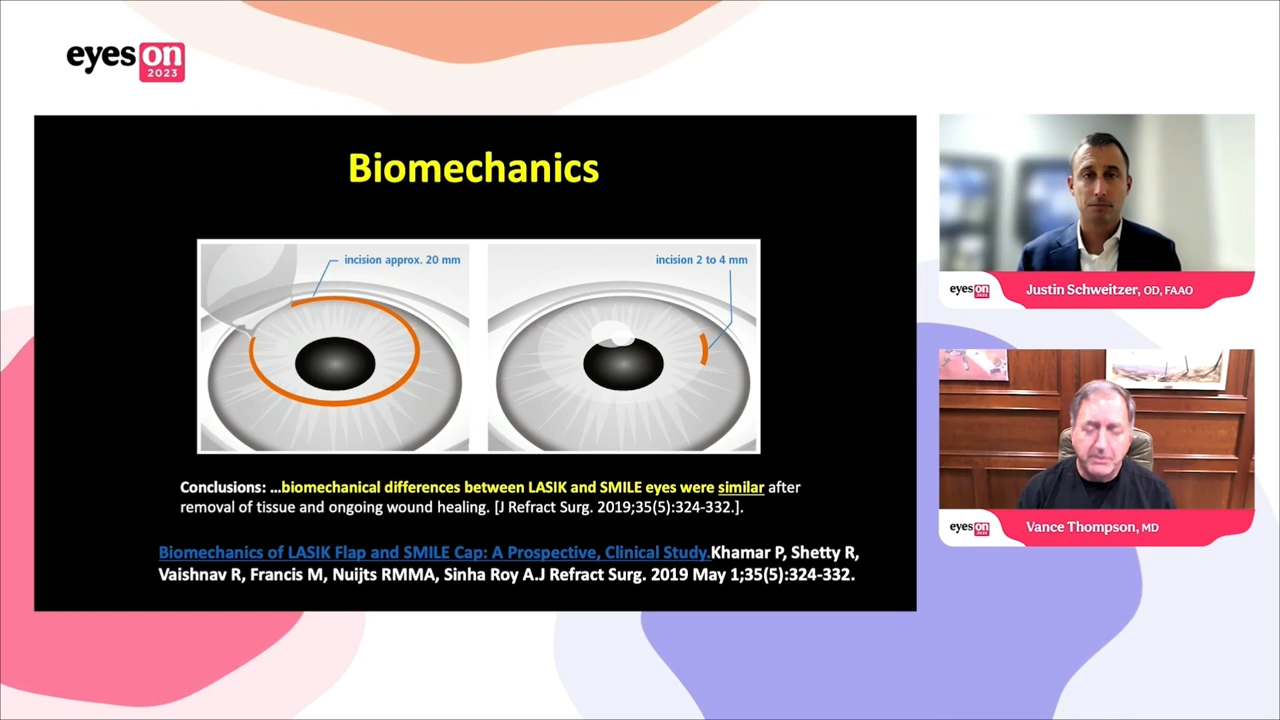 eyes on
2023
Biomechanics
incision approx. 20 mm
incision 2 to 4 mm
Conclusions: …biomechanical differences between LASIK and SMILE eyes were similar after
removal of tissue and ongoing wound healing. [J Refract Surg. 2019;35(5):324-332.].
Biomechanics of LASIK Flap and SMILE Cap: A Prospective, Clinical Study.Khamar P, Shetty R,
Vaishnav R, Francis M, Nuijts RMMA, Sinha Roy A.J Refract Surg. 2019 May 1;35(5):324-332.
eyes on
2023
Justin Schweitzer, OD, FAAO
eyes on
2023
Vance Thompson, MD